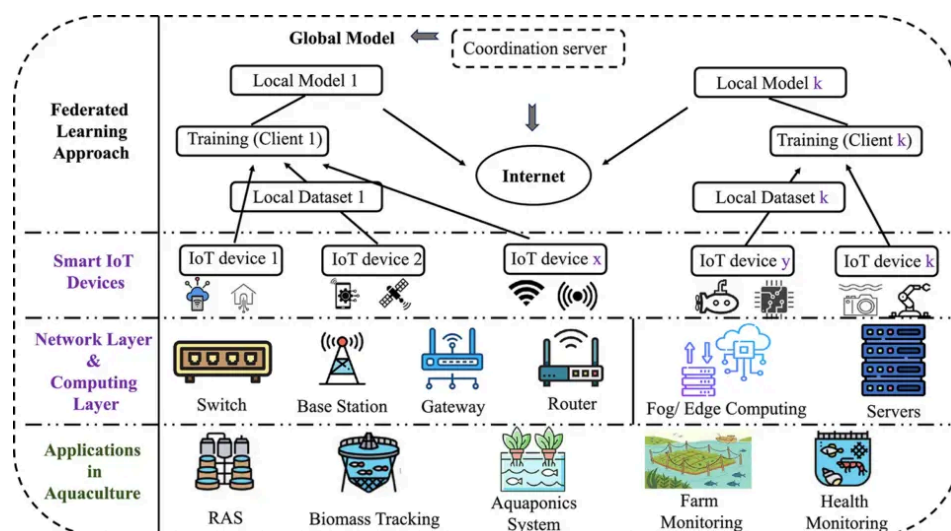 Global Model
Coordination server
Local Model 1
Local Model k
Federated
Learning
Approach
Training (Client 1)
Training (Client k)
Internet
Local Dataset 1
Local Dataset k
Smart IoT
Devices
IoT device 1
IoT device 2
IoT device x
IoT device y
IoT device k
Network Layer
&
Computing
Layer
Switch
Base Station
Gateway
Router
Fog/ Edge Computing
Servers
Applications
in
Aquaculture
RAS
Biomass Tracking
Aquaponics
System
Farm
Monitoring
Health
Monitoring